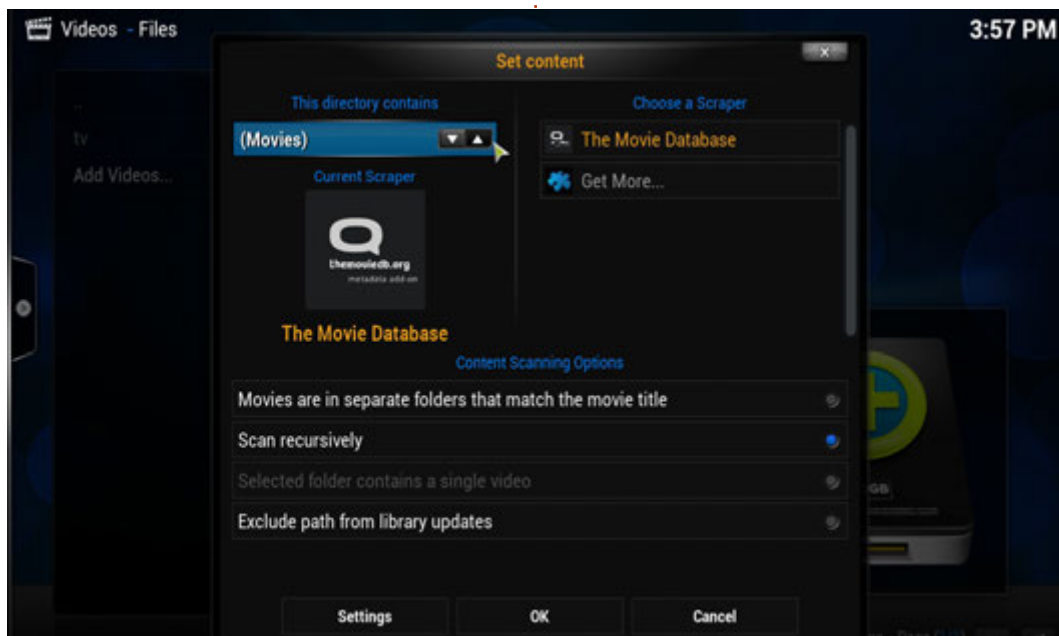 Videos - Files
3:57 PM
..
tv
Add Videos...
Set content
x
This directory contains
(Movies)
Current Scraper
themoviedb.org
metadata add-on
The Movie Database
Choose a Scraper
The Movie Database
Get More...
Content Scanning Options
Movies are in separate folders that match the movie title
Scan recursively
Selected folder contains a single video
Exclude path from library updates
Settings
OK
Cancel
GB